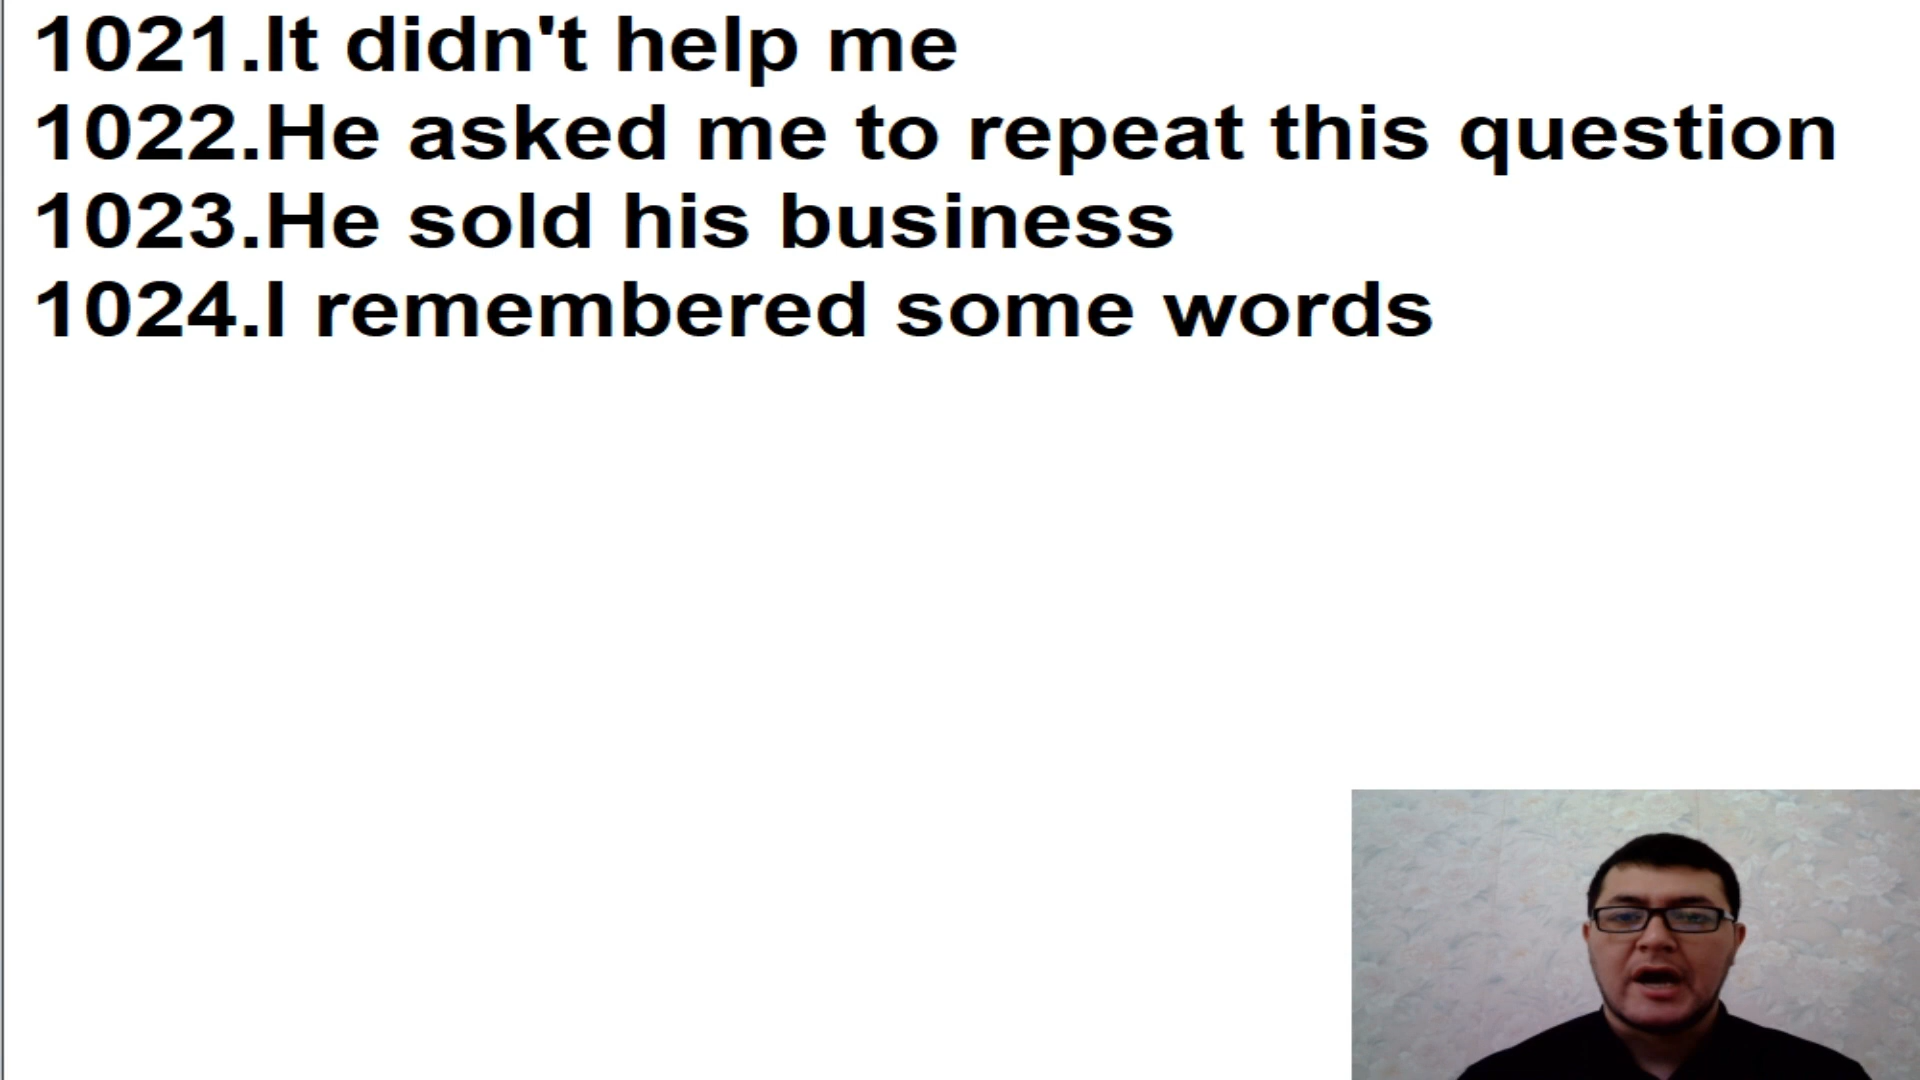 1021.It didn't help me
1022.He asked me to repeat this question
1023.He sold his business
1024.I remembered some words